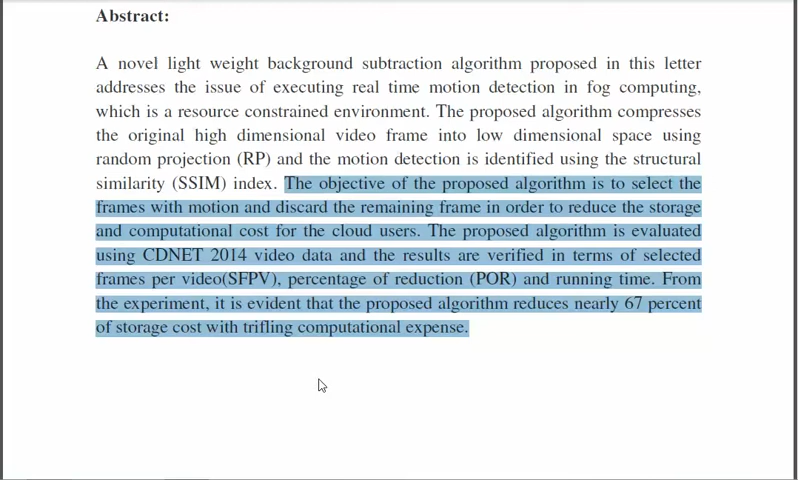 Abstract:
A novel light weight background subtraction algorithm proposed in this letter
addresses the issue of executing real time motion detection in fog computing,
which is a resource constrained environment. The proposed algorithm compresses
the original high dimensional video frame into low dimensional space using
random projection (RP) and the motion detection is identified using the structural
similarity (SSIM) index. The objective of the proposed algorithm is to select the
frames with motion and discard the remaining frame in order to reduce the storage
and computational cost for the cloud users. The proposed algorithm is evaluated
using CDNET 2014 video data and the results are verified in terms of selected
frames per video(SFPV), percentage of reduction (POR) and running time. From
the experiment, it is evident that the proposed algorithm reduces nearly 67 percent
of storage cost with trifling computational expense.